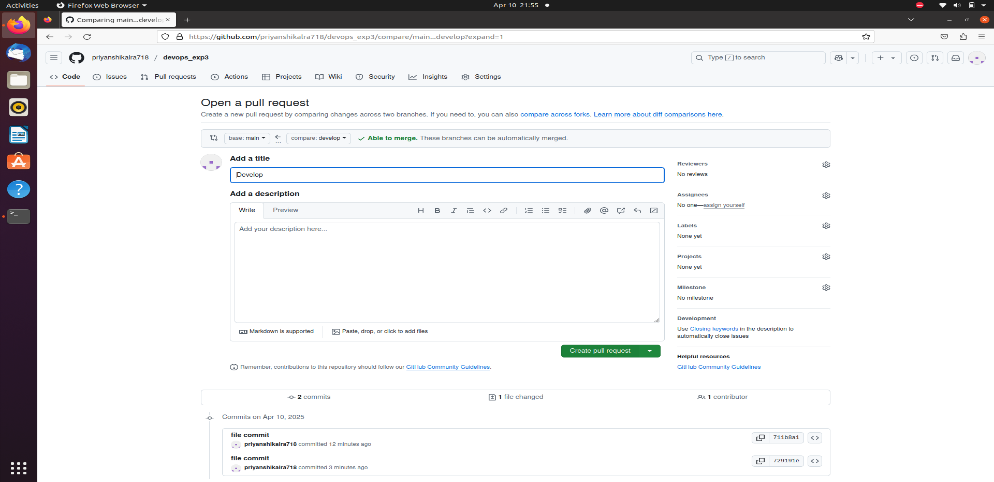 Activities Firefox Web Browser Apr 10 21:55
Comparing main...develop
https://github.com/priyanshikalra718/devops_exp3/compare/main...develop?expand=1
priyanshikalra718 / devops_exp3
Type / to search
Code Issues Pull requests Actions Projects Wiki Security Insights Settings
Open a pull request
Create a new pull request by comparing changes across two branches. If you need to, you can also compare across forks. Learn more about diff comparisons here.
base: main compare: develop Able to merge. These branches can be automatically merged.
Add a title
Develop
Add a description
Write Preview
Add your description here...
Markdown is supported Paste, drop, or click to add files
Create pull request
Remember, contributions to this repository should follow our GitHub Community Guidelines.
Reviewers
No reviews
Assignees
No one—assign yourself
Labels
None yet
Projects
None yet
Milestone
No milestone
Development
Use Closing keywords in the description to
automatically close issues
Helpful resources
GitHub Community Guidelines
2 commits 1 file changed 1 contributor
Commits on Apr 10, 2025
file commit
priyanshikalra718 committed 12 minutes ago
711b8a1
file commit
priyanshikalra718 committed 3 minutes ago